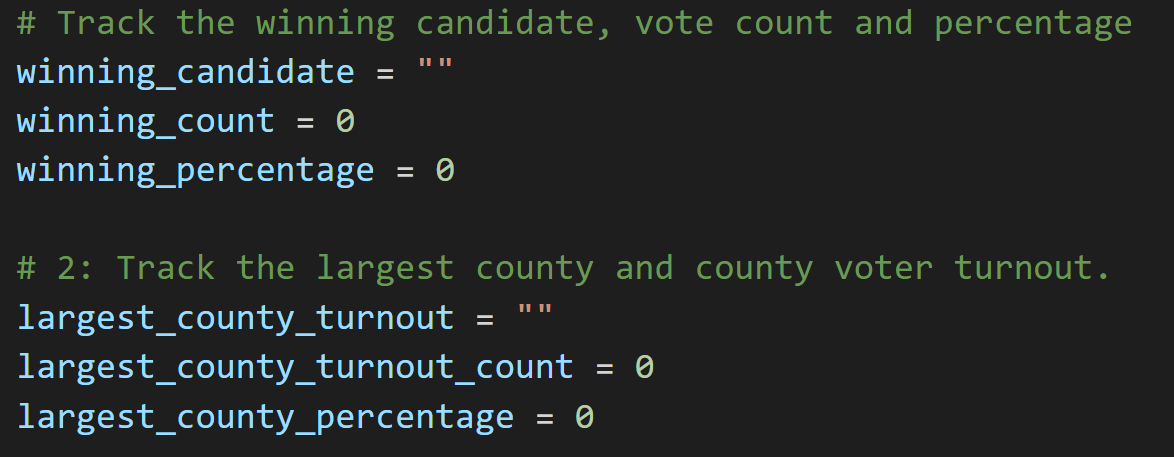 # Track the winning candidate, vote count and percentage
winning_candidate = ""
winning_count = 0
winning_percentage = 0
# 2: Track the largest county and county voter turnout.
largest_county_turnout = ""
largest_county_turnout_count = 0
largest_county_percentage = 0